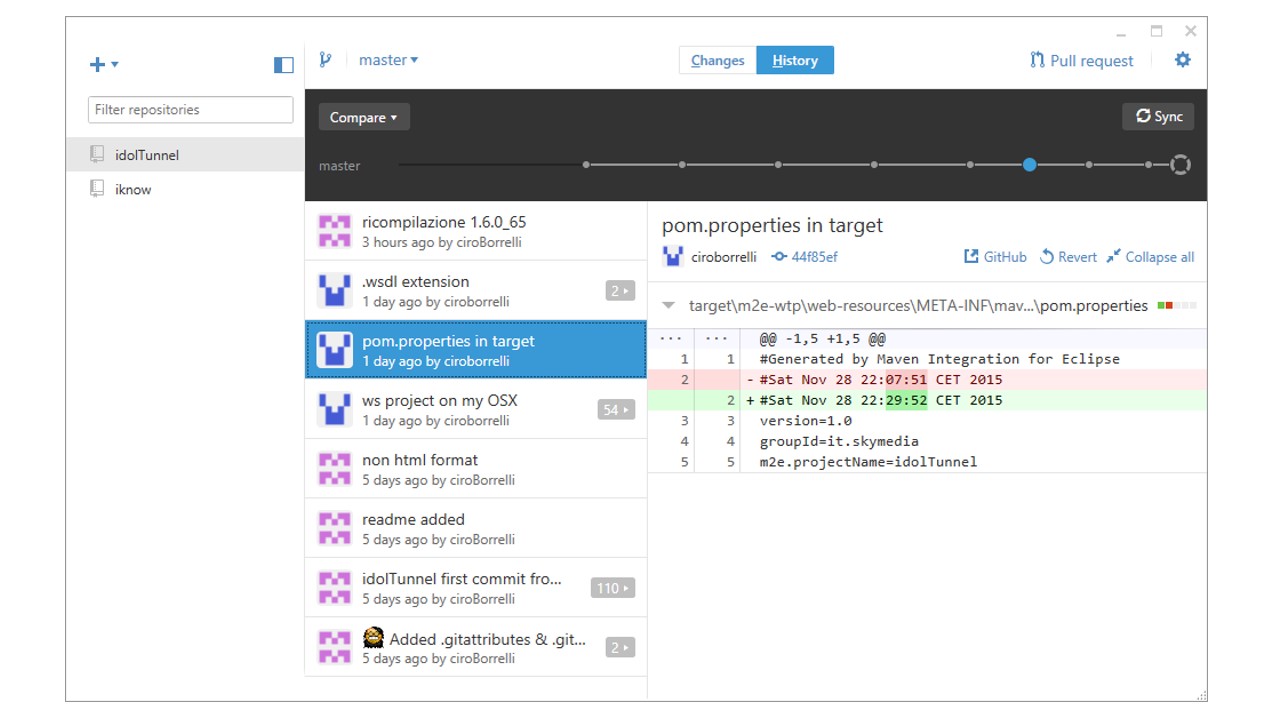 master
Changes
History
Pull request
Filter repositories
idolTunnel
iknow
Compare
Sync
master
ricompilazione 1.6.0_65
3 hours ago by ciroBorrelli
.wsdl extension
1 day ago by ciroborrelli
2
pom.properties in target
1 day ago by ciroborrelli
ws project on my OSX
1 day ago by ciroborrelli
54
non html format
5 days ago by ciroBorrelli
readme added
5 days ago by ciroBorrelli
idolTunnel first commit fro...
5 days ago by ciroBorrelli
110
Added .gitattributes & .git...
5 days ago by ciroBorrelli
2
pom.properties in target
ciroborrelli 44f85ef
GitHub Revert Collapse all
target\m2e-wtp\web-resources\META-INF\mav...\pom.properties
... ... @@ -1,5 +1,5 @@
1 1 #Generated by Maven Integration for Eclipse
2 - #Sat Nov 28 22:07:51 CET 2015
2 + #Sat Nov 28 22:29:52 CET 2015
3 3 version=1.0
4 4 groupId=it.skymedia
5 5 m2e.projectName=idolTunnel